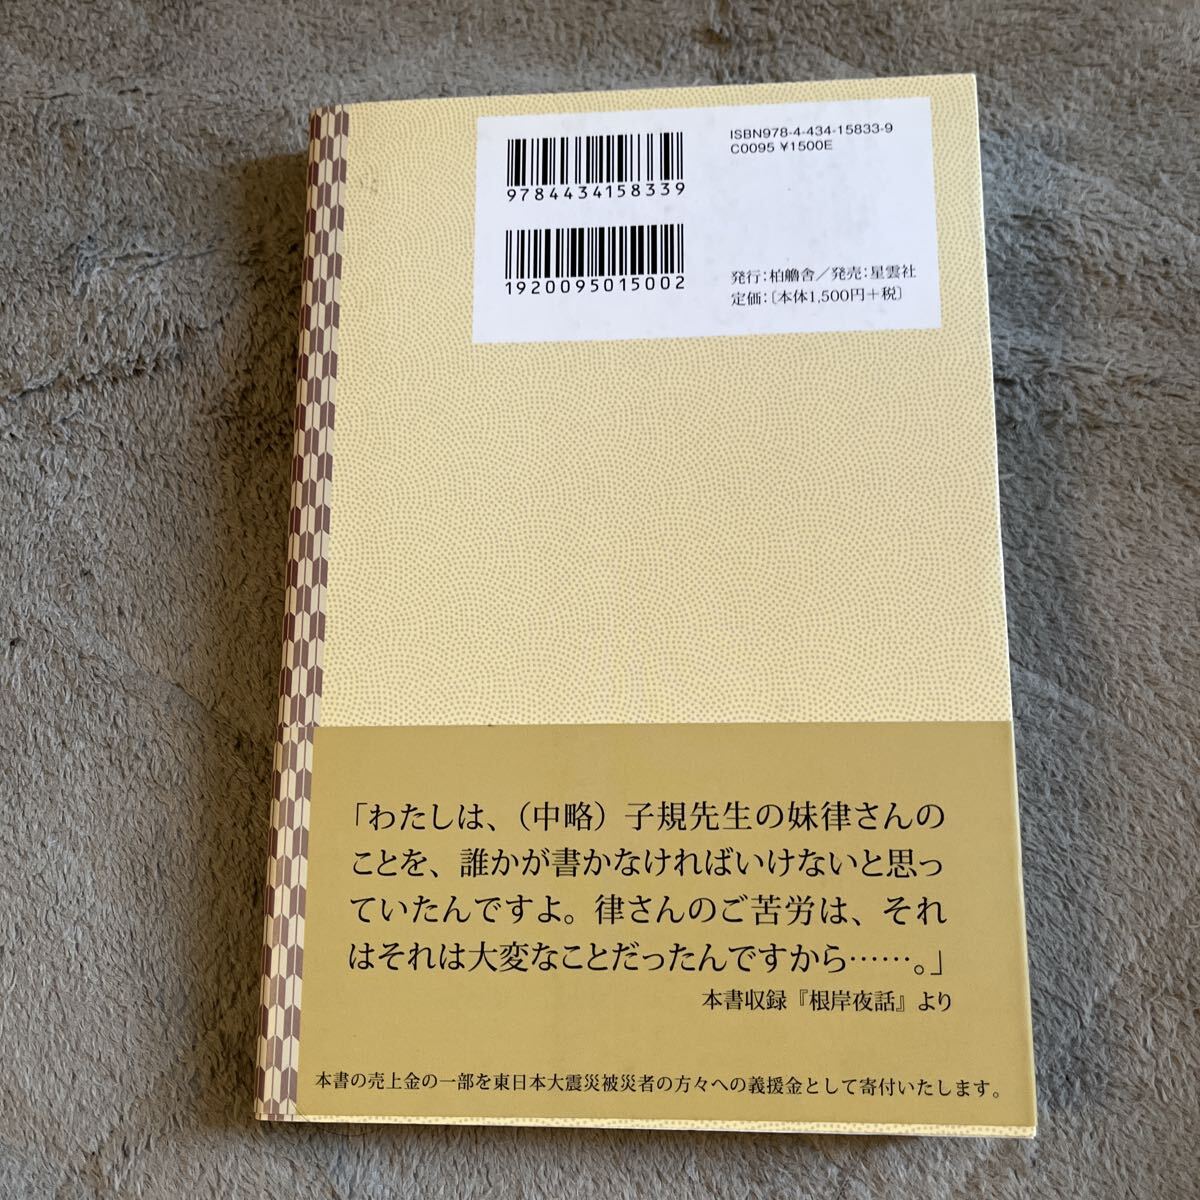 ISBN978-4-434-15833-9
C0095 ¥1500E
9784434158339
1920095015002
発行:柏艪舎／発売:星雲社
定価:〔本体1,500円＋税〕
「わたしは、（中略）子規先生の妹律さんの
ことを、誰かが書かなければいけないと思っ
ていたんですよ。律さんのご苦労は、それ
はそれは大変なことだったんですから……。」
本書収録『根岸夜話』より
本書の売上金の一部を東日本大震災被災者の方々への義援金として寄付いたします。